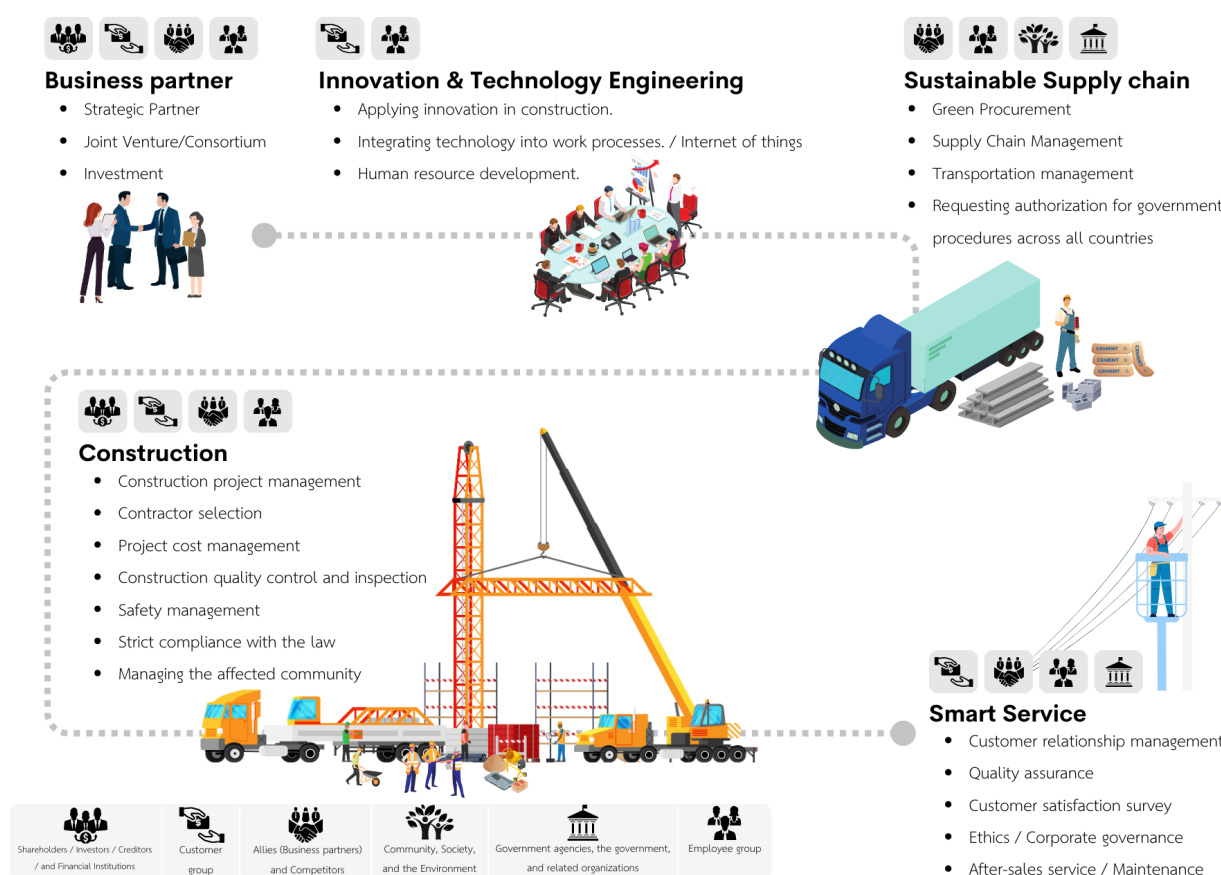 Business partner
Strategic Partner
Joint Venture/Consortium
Investment
Innovation & Technology Engineering
Applying innovation in construction.
Integrating technology into work processes. / Internet of things
Human resource development.
Sustainable Supply chain
Green Procurement
Supply Chain Management
Transportation management
Requesting authorization for government
procedures across all countries
CEMENT
CEMENT
CEMENT
CEMENT
Construction
Construction project management
Contractor selection
Project cost management
Construction quality control and inspection
Safety management
Strict compliance with the law
Managing the affected community
Smart Service
Customer relationship management
Quality assurance
Customer satisfaction survey
Ethics / Corporate governance
After-sales service / Maintenance
Shareholders / Investors / Creditors
/ and Financial Institutions
Customer
group
Allies (Business partners)
and Competitors
Community, Society,
and the Environment
Government agencies, the government,
and related organizations
Employee group